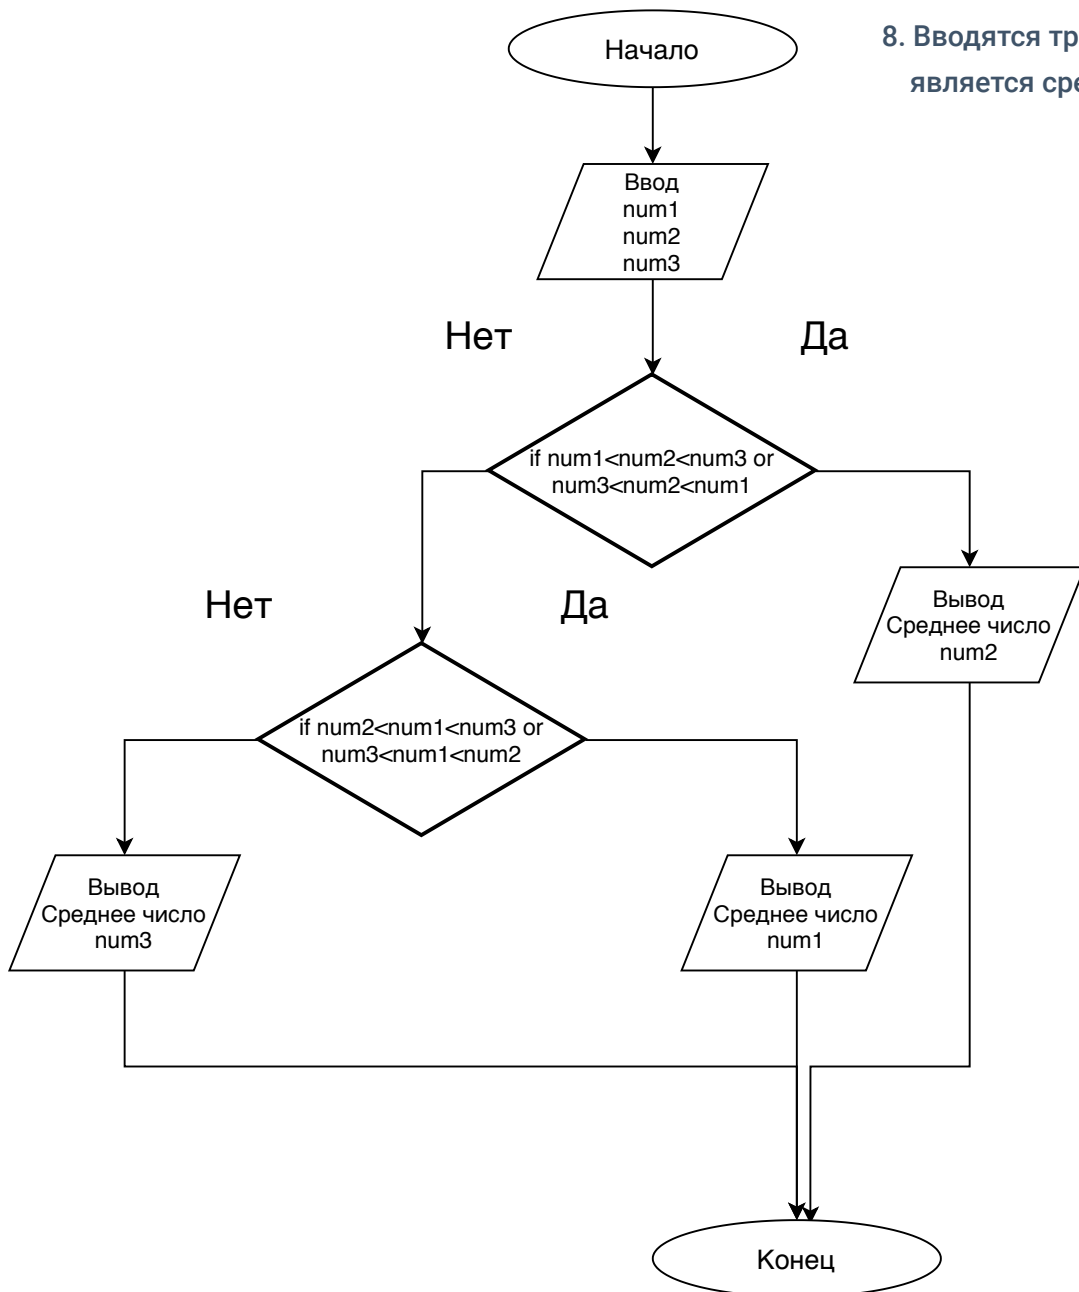 Начало
8. Вводятся
является
Ввод
num1
num2
num3
Нет
Да
if num1<num2<num3 or
num3<num2<num1
Нет
Да
Вывод
Среднее число
num2
if num2<num1<num3 or
num3<num1<num2
Вывод
Среднее число
num3
Вывод
Среднее число
num1
Конец